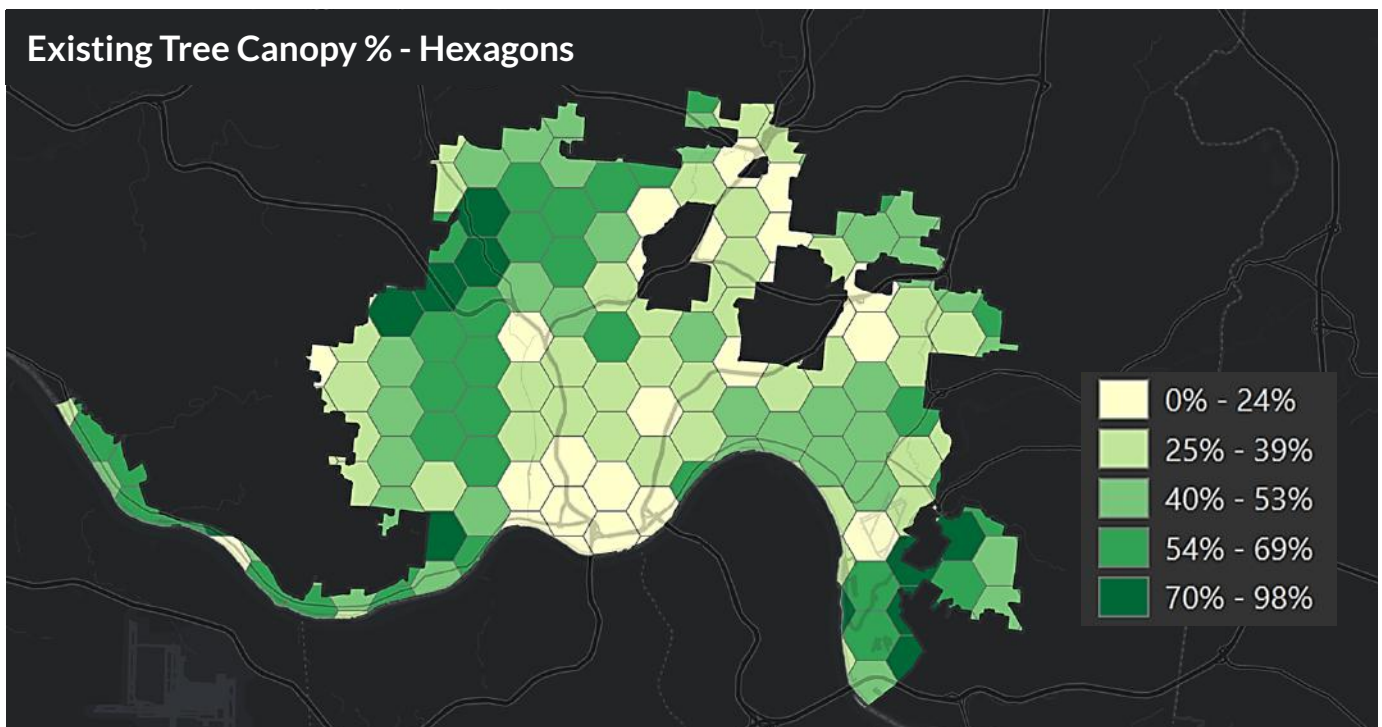 Existing Tree Canopy % - Hexagons
0% - 24%
25% - 39%
40% - 53%
54% - 69%
70% - 98%